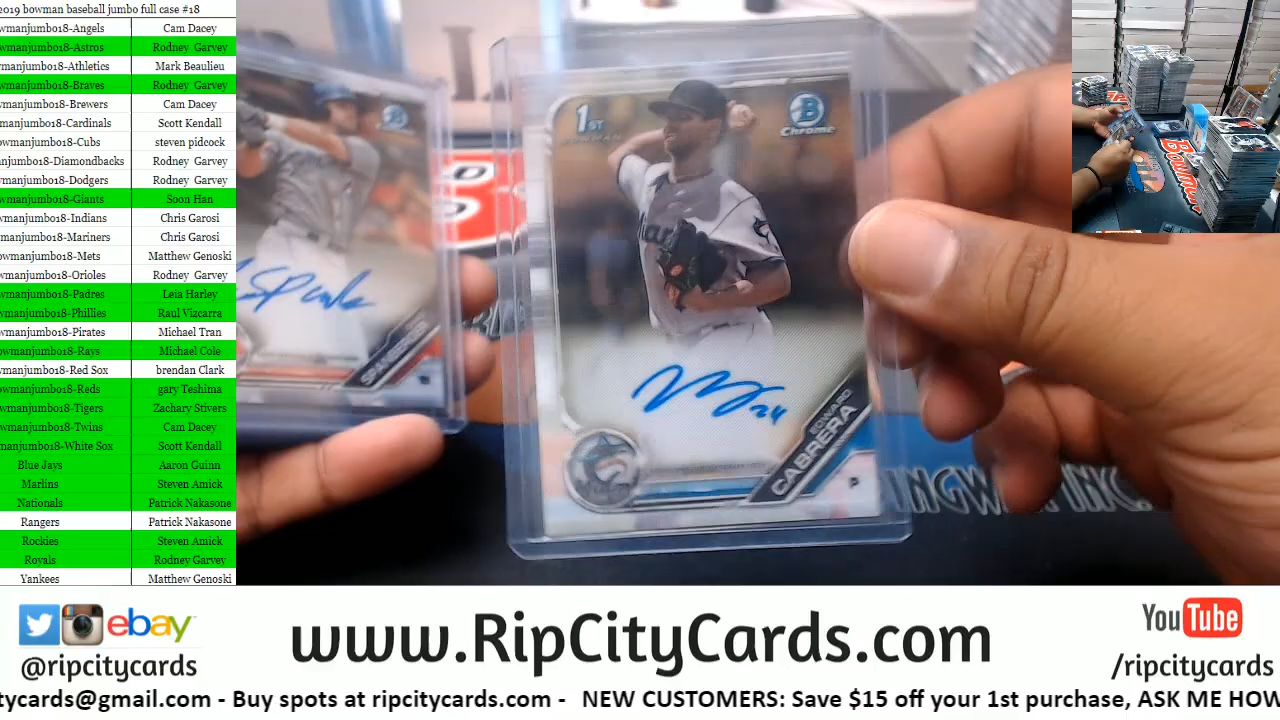 2019 bowman baseball jumbo full case #18
wmanjumbo18-Angels Cam Dacey
wmanjumbo18-Astros Rodney Garvey
wmanjumbo18-Athletics Mark Beaulieu
wmanjumbo18-Braves Rodney Garvey
wmanjumbo18-Brewers Cam Dacey
manjumbo18-Cardinals Scott Kendall
owmanjumbo18-Cubs steven pidcock
njumbo18-Diamondbacks Rodney Garvey
wmanjumbo18-Dodgers Rodney Garvey
wmanjumbo18-Giants Soon Han
wmanjumbo18-Indians Chris Garosi
wmanjumbo18-Mariners Chris Garosi
wmanjumbo18-Mets Matthew Genoski
wmanjumbo18-Orioles Rodney Garvey
wmanjumbo18-Padres Leia Harley
wmanjumbo18-Phillies Raul Vizcarra
wmanjumbo18-Pirates Michael Tran
owmanjumbo18-Rays Michael Cole
wmanjumbo18-Red Sox brendan Clark
owmanjumbo18-Reds gary Teshima
wmanjumbo18-Tigers Zachary Stivers
wmanjumbo18-Twins Cam Dacey
manjumbo18-White Sox Scott Kendall
Blue Jays Aaron Guinn
Marlins Steven Amick
Nationals Patrick Nakasone
Rangers Patrick Nakasone
Rockies Steven Amick
Royals Rodney Garvey
Yankees Matthew Genoski
1ST
B
Chrome
24
EDWARD
CABRERA
P
Bowman
ebay
@ripcitycards
www.RipCityCards.com
YouTube
/ripcitycards
tycards@gmail.com - Buy spots at ripcitycards.com - NEW CUSTOMERS: Save $15 off your 1st purchase, ASK ME HOW